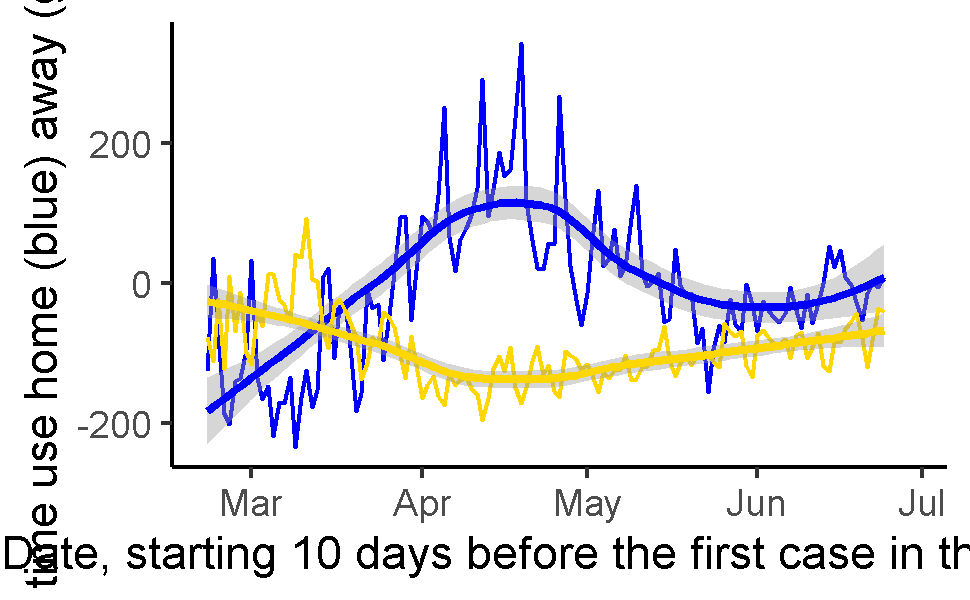 time use home (blue) away (
200
0
-200
Mar Apr May Jun Jul
Date, starting 10 days before the first case in th